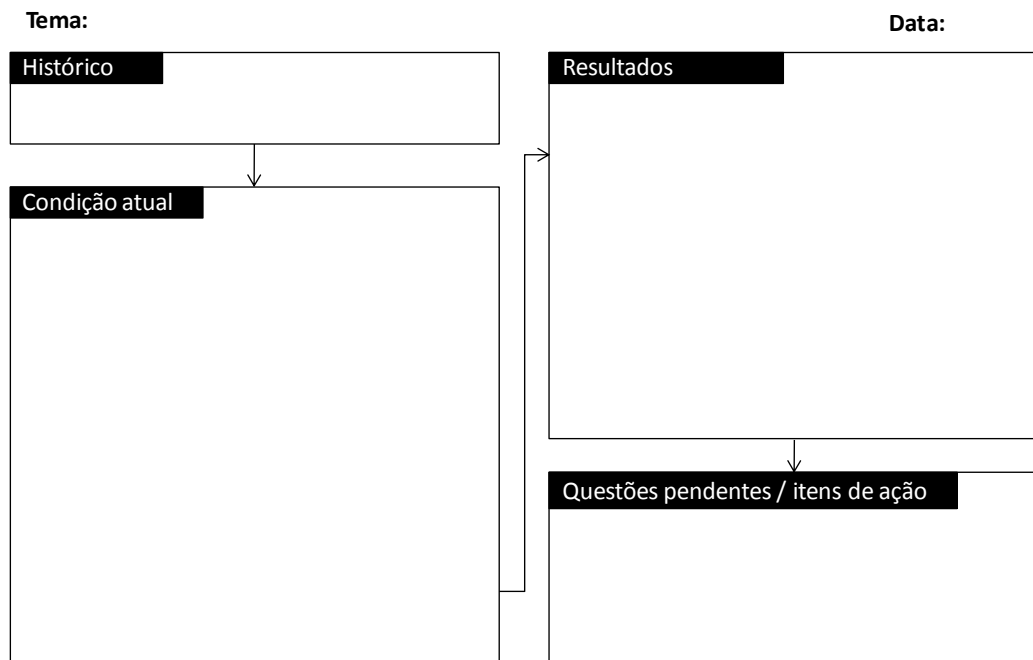 Tema:
Data:
Histórico
Condição atual
Resultados
Questões pendentes / itens de ação